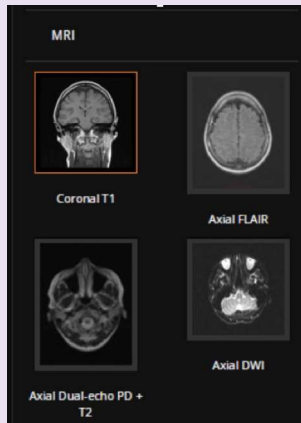 MRI
Coronal T1
Axial FLAIR
Axial Dual-echo PD +
T2
Axial DWI